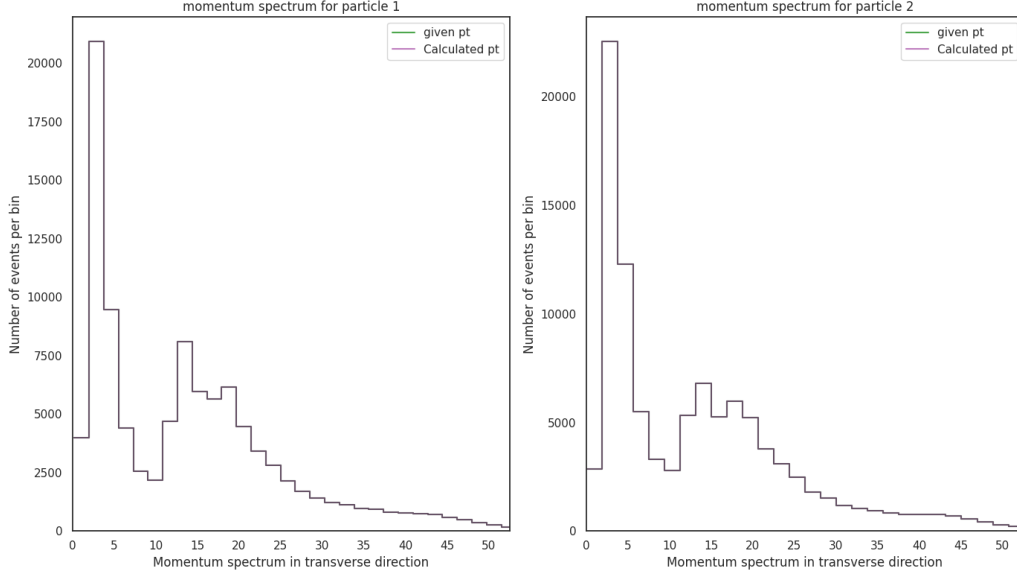 momentum spectrum for particle 1
given pt
Calculated pt
20000
17500
15000
12500
10000
7500
5000
2500
0
Number of events per bin
0 5 10 15 20 25 30 35 40 45 50
Momentum spectrum in transverse direction
momentum spectrum for particle 2
given pt
Calculated pt
20000
15000
10000
5000
0
Number of events per bin
0 5 10 15 20 25 30 35 40 45 50
Momentum spectrum in transverse direction